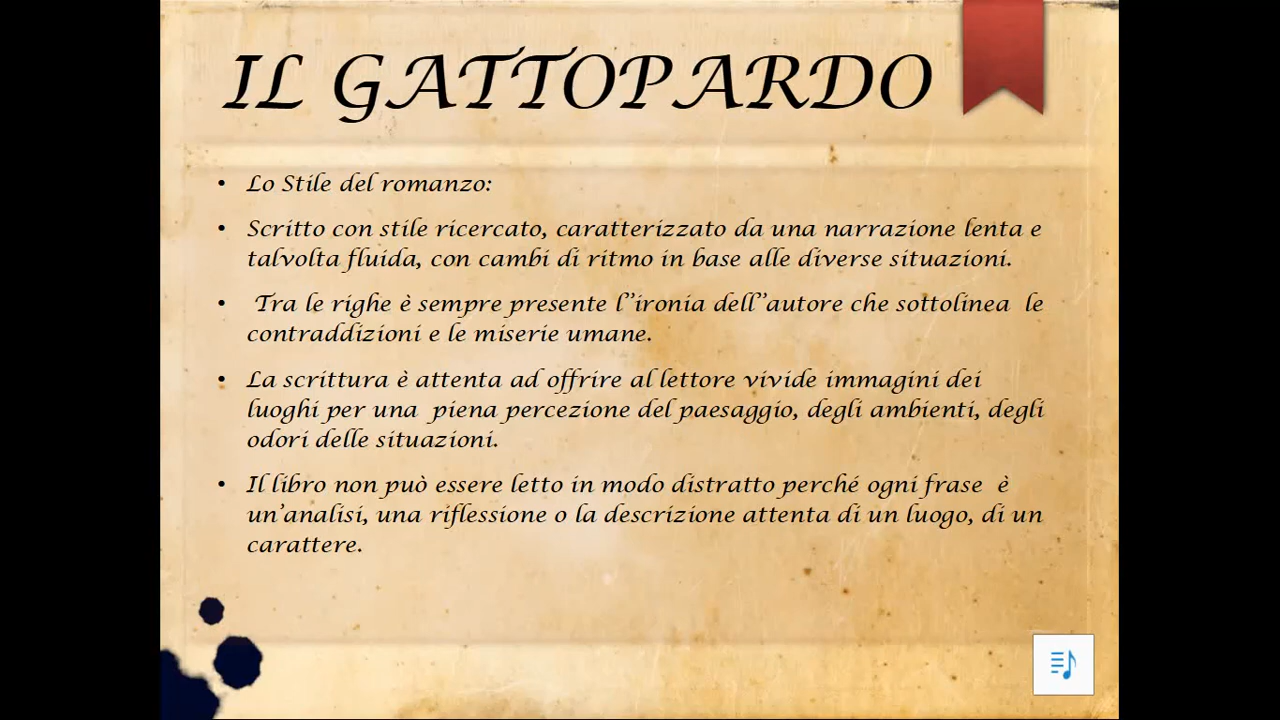 IL GATTOPARDO
• Lo Stile del romanzo:
• Scritto con stile ricercato, caratterizzato da una narrazione lenta e
talvolta fluida, con cambi di ritmo in base alle diverse situazioni.
• Tra le righe è sempre presente l’’ironia dell’’autore che sottolinea le
contraddizioni e le miserie umane.
• La scrittura è attenta ad offrire al lettore vivide immagini dei
luoghi per una piena percezione del paesaggio, degli ambienti, degli
odori delle situazioni.
• Il libro non può essere letto in modo distratto perché ogni frase è
un’analisi, una riflessione o la descrizione attenta di un luogo, di un
carattere.